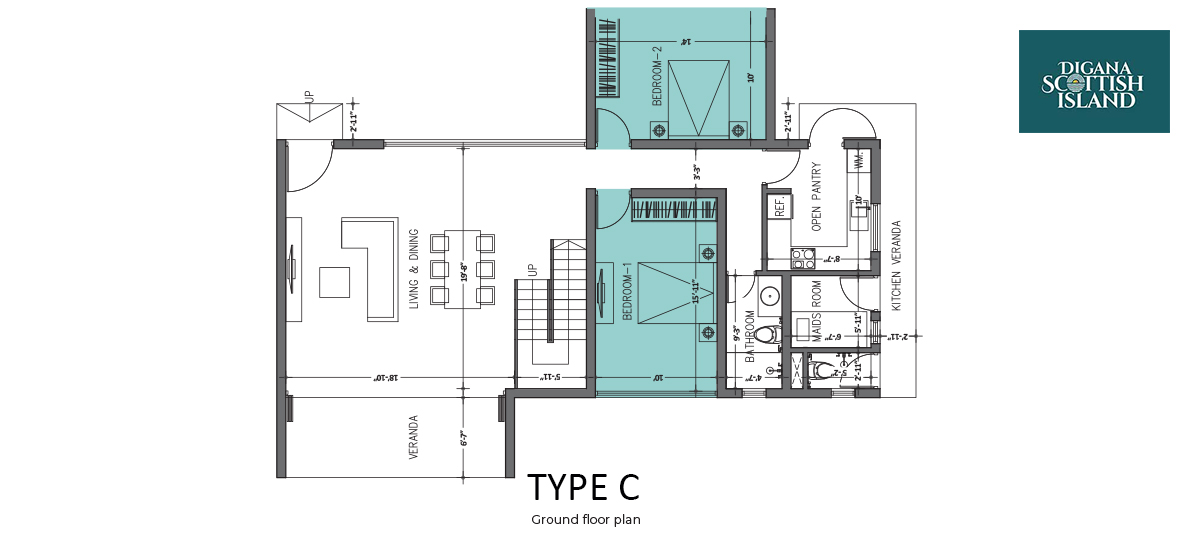 DIGANA
SCOTTISH
ISLAND
14'
BEDROOM-2
10'
UP
2'-11"
2'-11"
3'-3"
OPEN PANTRY
WM.
REF.
10'
8'-7"
KITCHEN VERANDA
LIVING & DINING
19'-8"
UP
BEDROOM-1
15'-11"
BATHROOM
9'-3"
MAIDS ROOM
5'-11"
6'-7"
2'-11"
18'-10"
5'-11"
10'
4'-7"
5'-2"
2'-11"
VERANDA
6'-7"
TYPE C
Ground floor plan